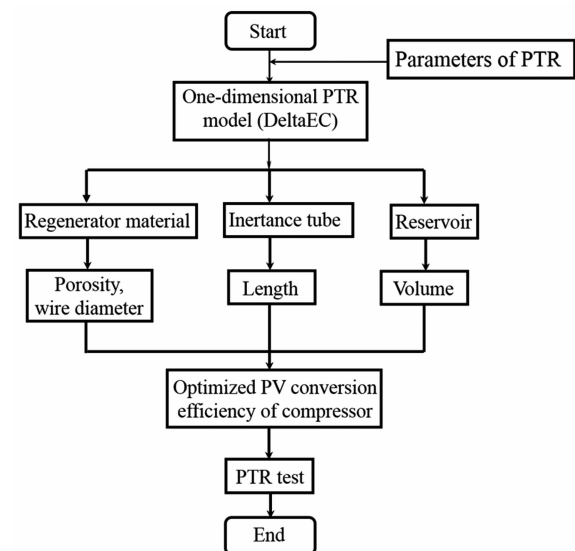 Start
Parameters of PTR
One-dimensional PTR
model (DeltaEC)
Regenerator material
Inertance tube
Reservoir
Porosity,
wire diameter
Length
Volume
Optimized PV conversion
efficiency of compressor
PTR test
End